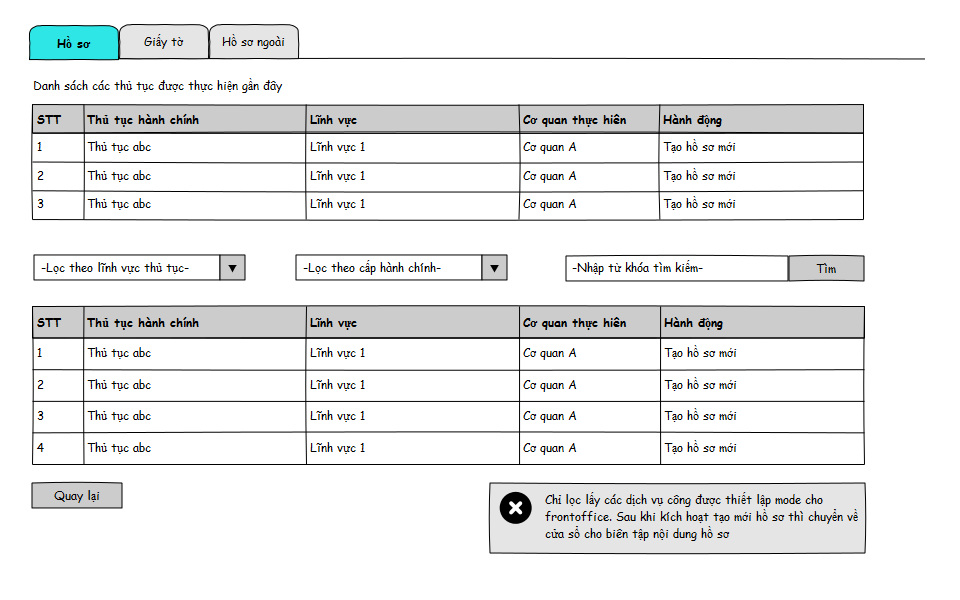 Hồ sơ Giấy tờ Hồ sơ ngoài
Danh sách các thủ tục được thực hiện gần đây
STT Thủ tục hành chính Lĩnh vực Cơ quan thực hiên Hành động
1 Thủ tục abc Lĩnh vực 1 Cơ quan A Tạo hồ sơ mới
2 Thủ tục abc Lĩnh vực 1 Cơ quan A Tạo hồ sơ mới
3 Thủ tục abc Lĩnh vực 1 Cơ quan A Tạo hồ sơ mới
-Lọc theo lĩnh vực thủ tục- -Lọc theo cấp hành chính- -Nhập từ khóa tìm kiếm- Tìm
STT Thủ tục hành chính Lĩnh vực Cơ quan thực hiên Hành động
1 Thủ tục abc Lĩnh vực 1 Cơ quan A Tạo hồ sơ mới
2 Thủ tục abc Lĩnh vực 1 Cơ quan A Tạo hồ sơ mới
3 Thủ tục abc Lĩnh vực 1 Cơ quan A Tạo hồ sơ mới
4 Thủ tục abc Lĩnh vực 1 Cơ quan A Tạo hồ sơ mới
Quay lại
Chỉ lọc lấy các dịch vụ công được thiết lập mode cho
frontoffice. Sau khi kích hoạt tạo mới hồ sơ thì chuyển về
cửa sổ cho biên tập nội dung hồ sơ